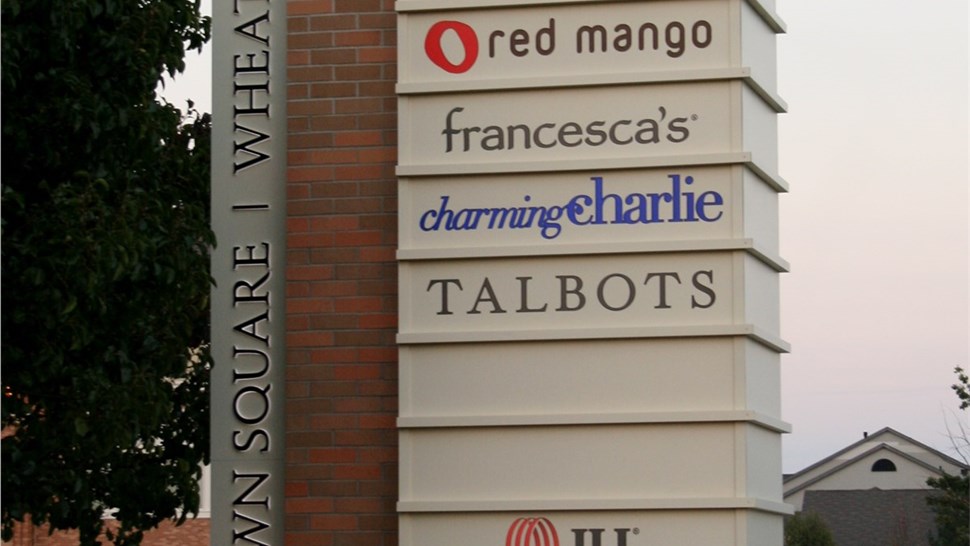 WN SQUARE | WHEAT
red mango
francesca's®
charming charlie
TALBOTS